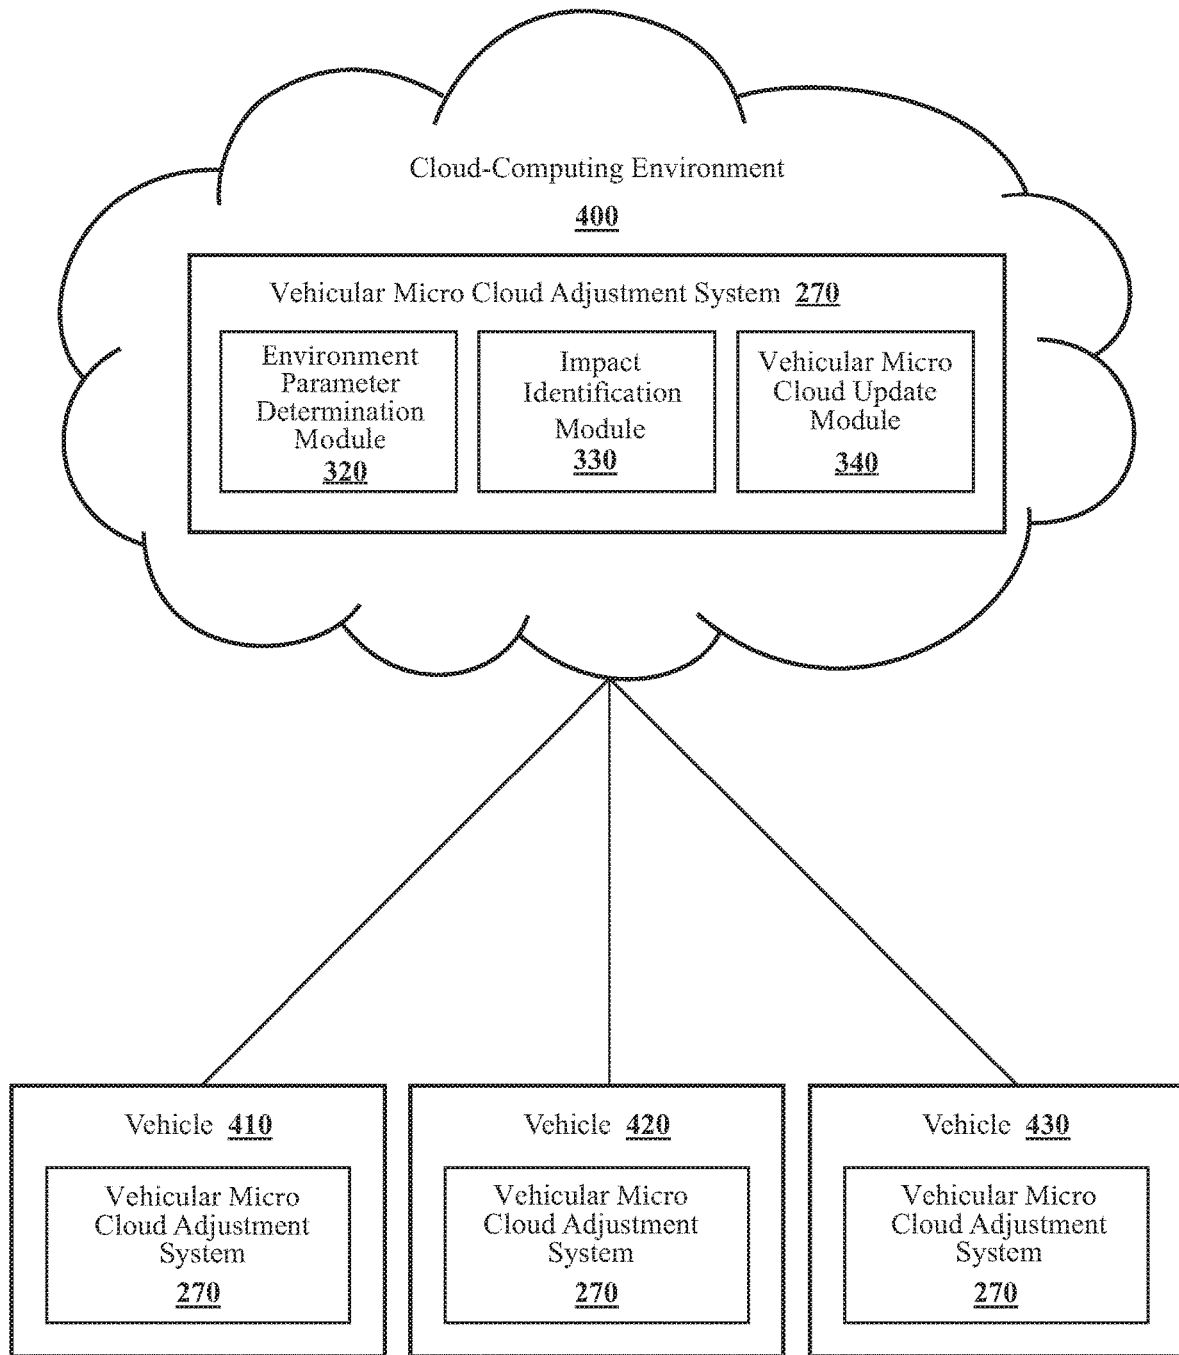 Cloud-Computing Environment
400
Vehicular Micro Cloud Adjustment System 270
Environment
Parameter
Determination
Module
320
Impact
Identification
Module
330
Vehicular Micro
Cloud Update
Module
340
Vehicle 410
Vehicular Micro
Cloud Adjustment
System
270
Vehicle 420
Vehicular Micro
Cloud Adjustment
System
270
Vehicle 430
Vehicular Micro
Cloud Adjustment
System
270